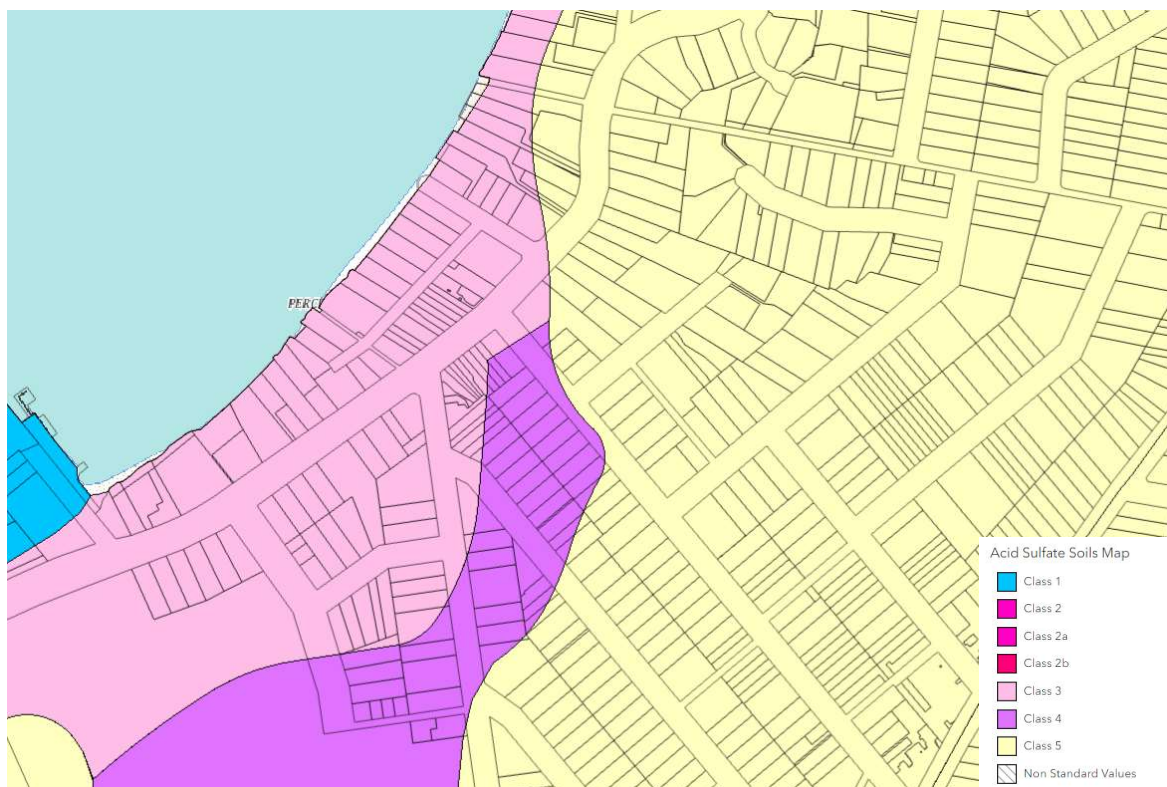 PERC
Acid Sulfate Soils Map
Class 1
Class 2
Class 2a
Class 2b
Class 3
Class 4
Class 5
Non Standard Values